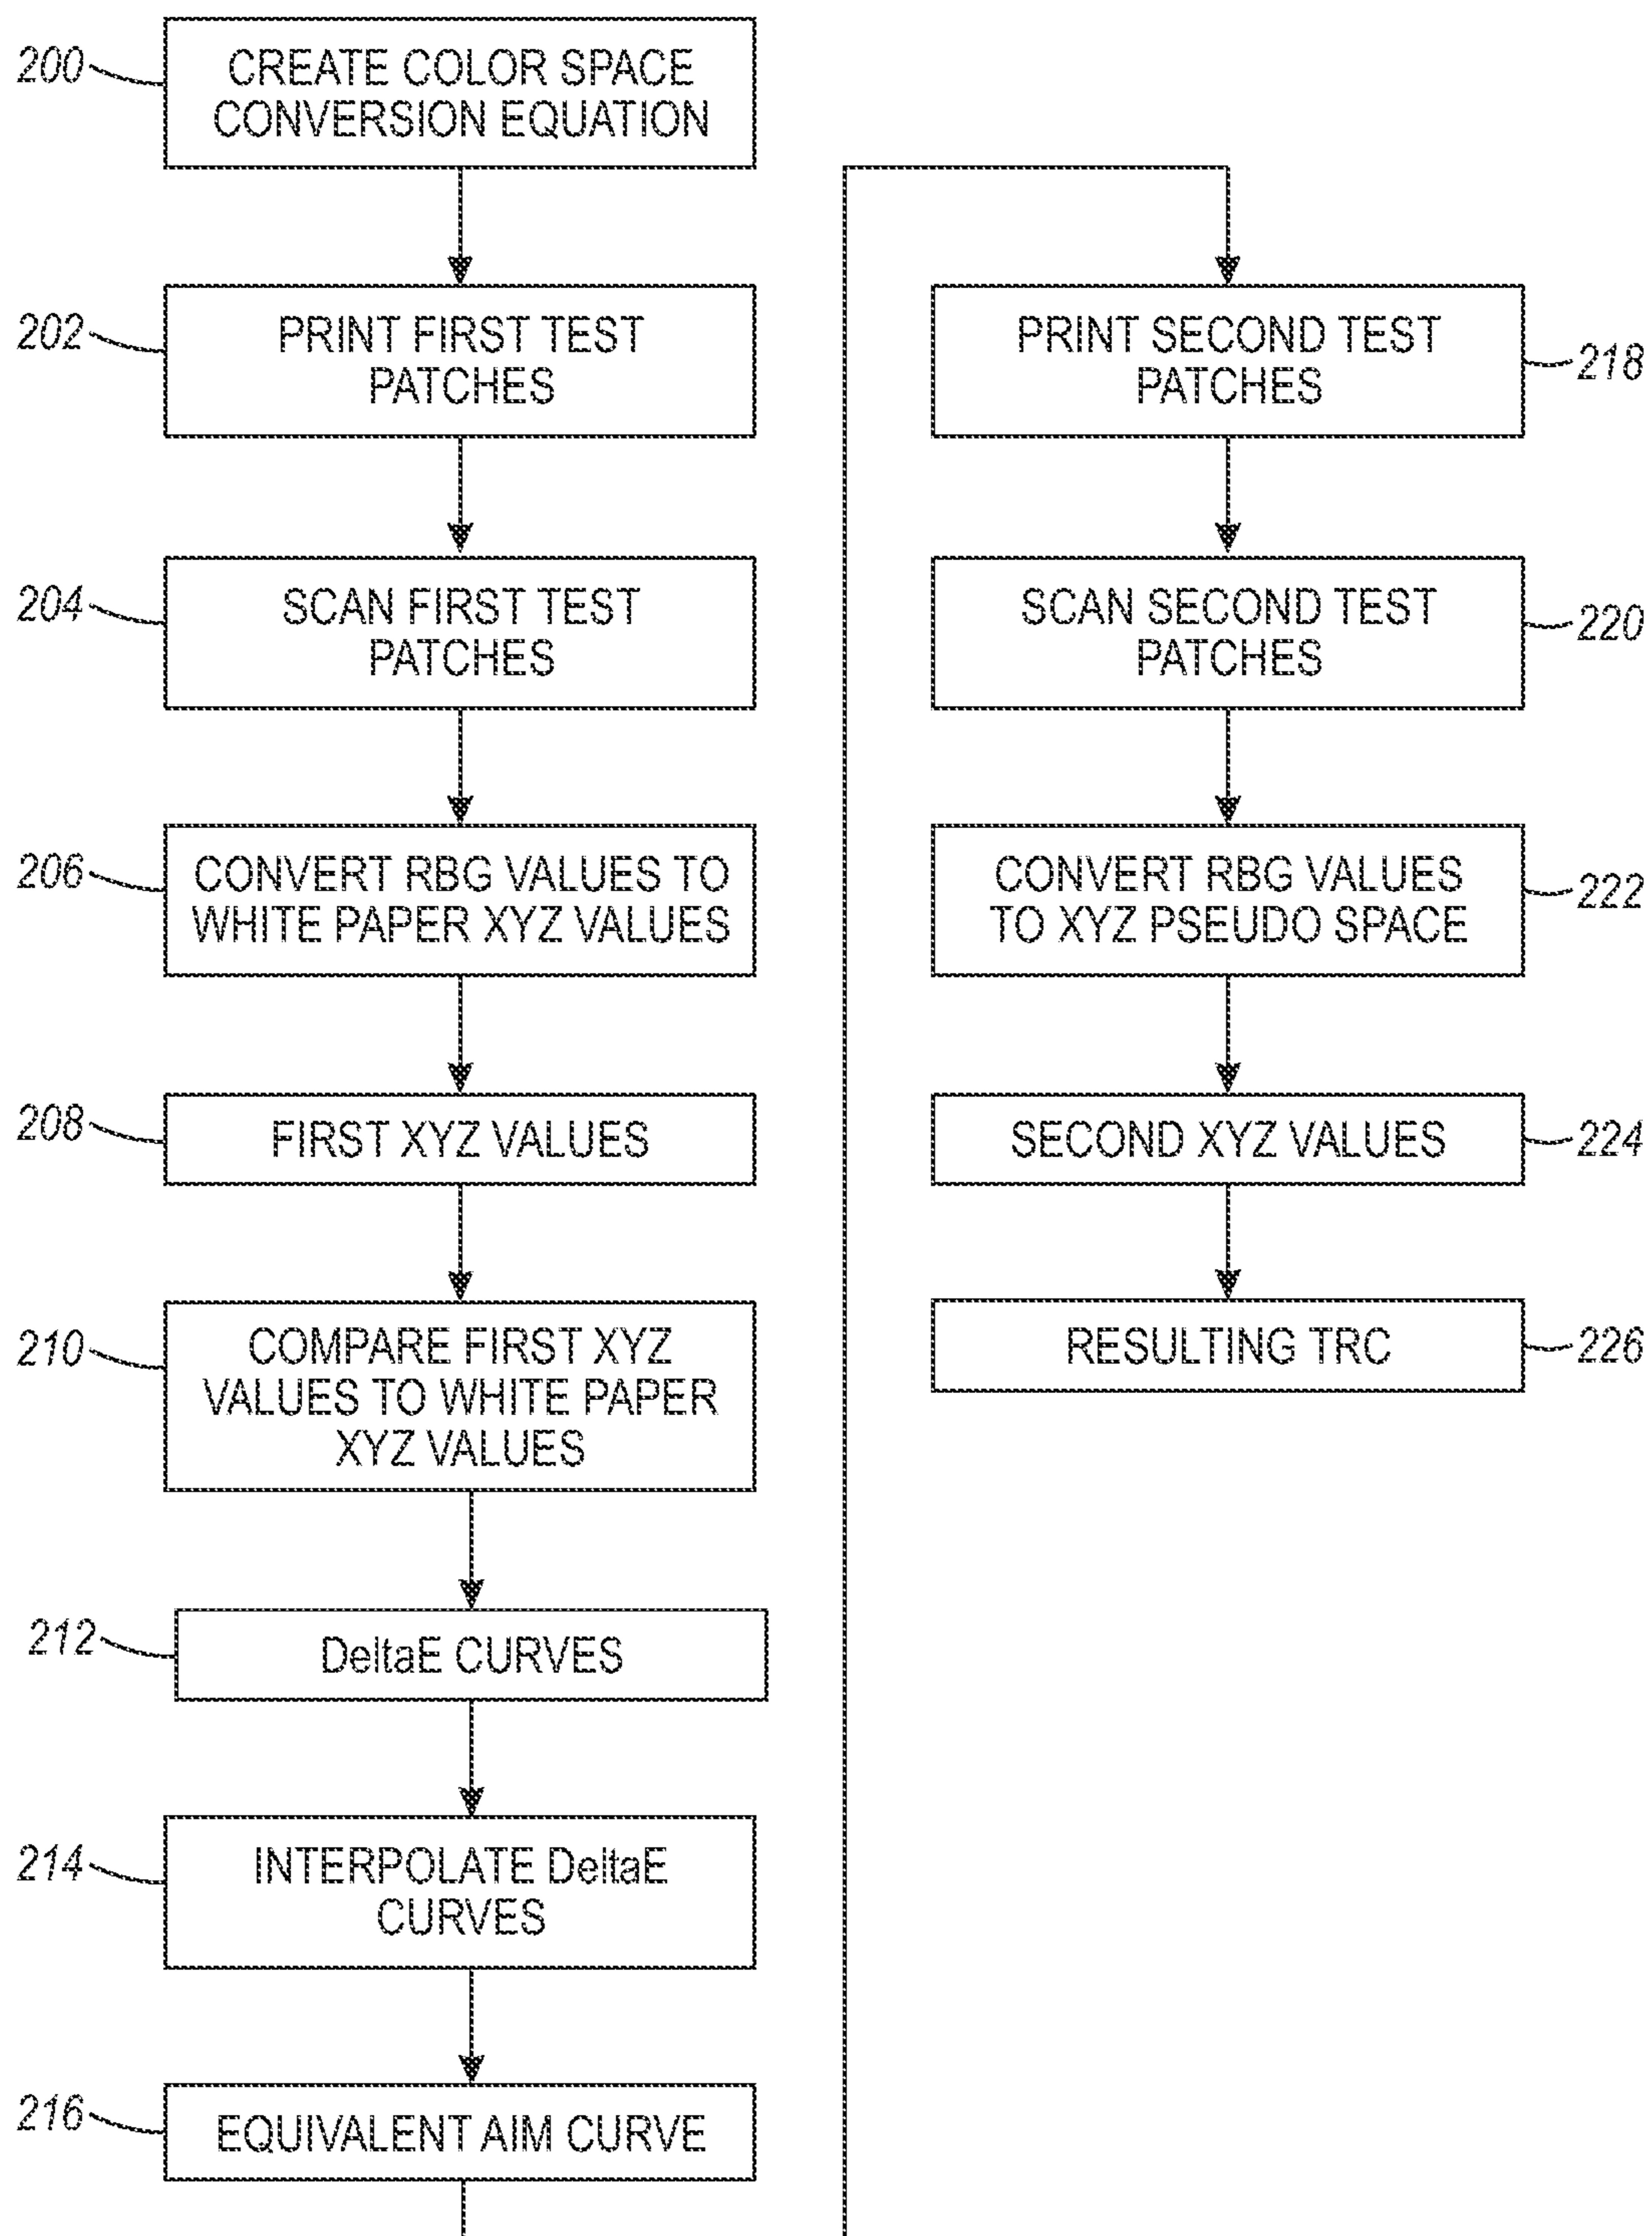 200
CREATE COLOR SPACE
CONVERSION EQUATION
202
PRINT FIRST TEST
PATCHES
204
SCAN FIRST TEST
PATCHES
206
CONVERT RBG VALUES TO
WHITE PAPER XYZ VALUES
208
FIRST XYZ VALUES
210
COMPARE FIRST XYZ
VALUES TO WHITE PAPER
XYZ VALUES
212
DeltaE CURVES
214
INTERPOLATE DeltaE
CURVES
216
EQUIVALENT AIM CURVE
PRINT SECOND TEST
PATCHES
218
SCAN SECOND TEST
PATCHES
220
CONVERT RBG VALUES
TO XYZ PSEUDO SPACE
222
SECOND XYZ VALUES
224
RESULTING TRC
226